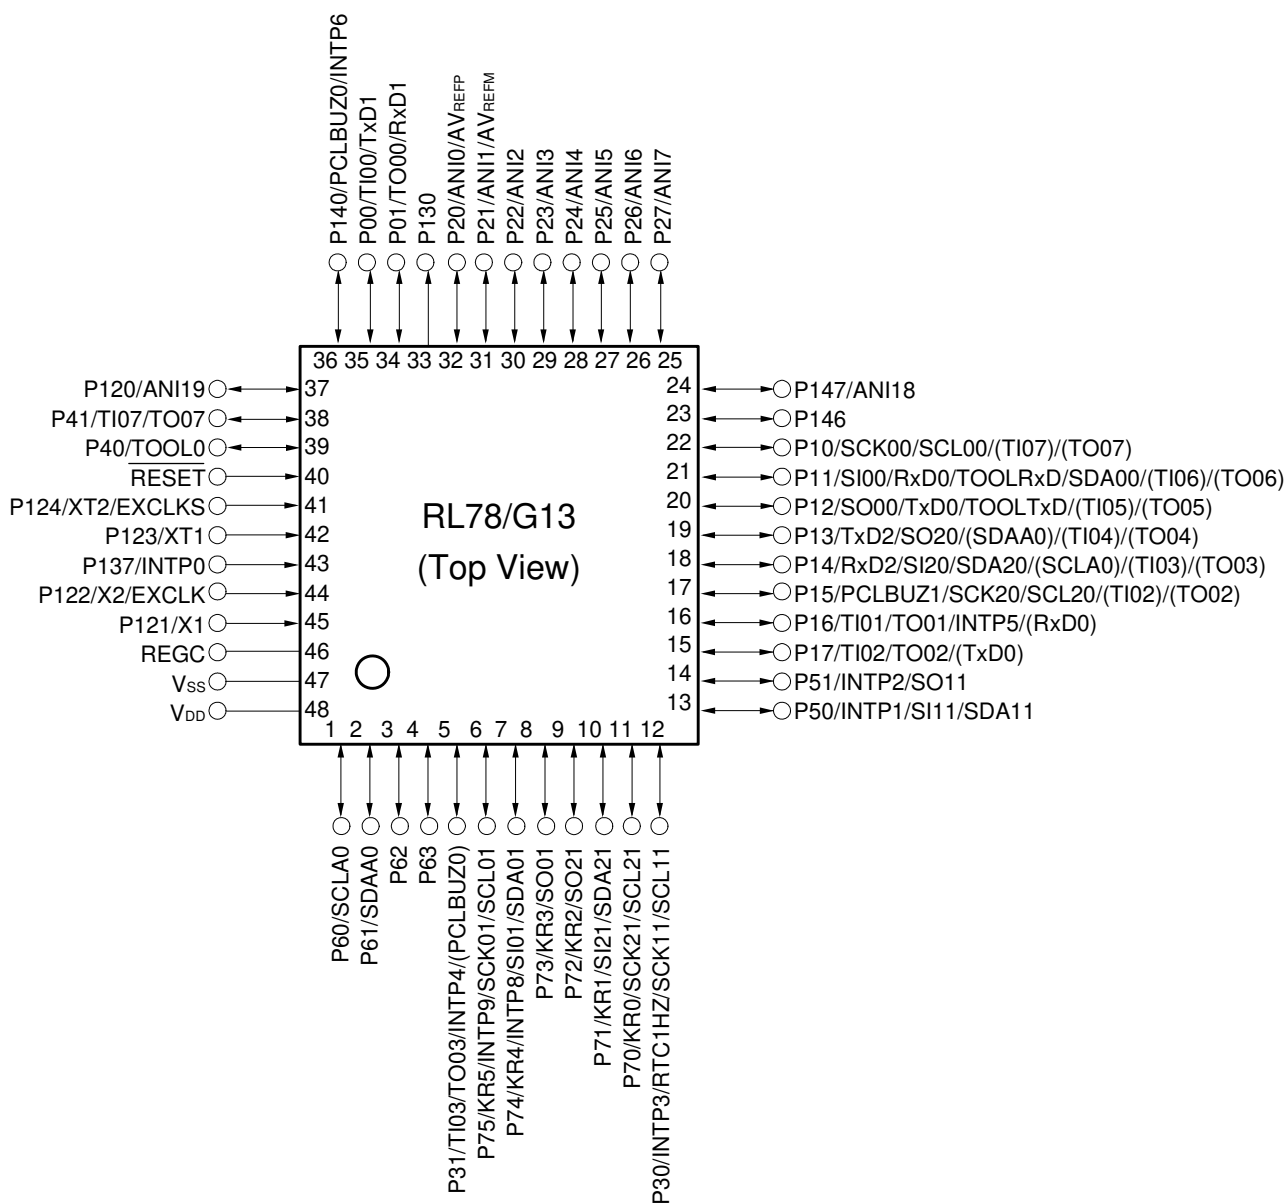 P140/PCLBUZ0/INTP6
P00/TI00/TxD1
P01/TO00/RxD1
P130
P20/ANI0/AVREFP
P21/ANI1/AVREFM
P22/ANI2
P23/ANI3
P24/ANI4
P25/ANI5
P26/ANI6
P27/ANI7
36 35 34 33 32 31 30 29 28 27 26 25
P120/ANI19 37
P41/TI07/TO07 38
P40/TOOL0 39
RESET 40
P124/XT2/EXCLKS 41
P123/XT1 42
P137/INTP0 43
P122/X2/EXCLK 44
P121/X1 45
REGC 46
VSS 47
VDD 48
RL78/G13
(Top View)
24 P147/ANI18
23 P146
22 P10/SCK00/SCL00/(TI07)/(TO07)
21 P11/SI00/RxD0/TOOLRxD/SDA00/(TI06)/(TO06)
20 P12/SO00/TxD0/TOOLTxD/(TI05)/(TO05)
19 P13/TxD2/SO20/(SDAA0)/(TI04)/(TO04)
18 P14/RxD2/SI20/SDA20/(SCLA0)/(TI03)/(TO03)
17 P15/PCLBUZ1/SCK20/SCL20/(TI02)/(TO02)
16 P16/TI01/TO01/INTP5/(RxD0)
15 P17/TI02/TO02/(TxD0)
14 P51/INTP2/SO11
13 P50/INTP1/SI11/SDA11
1 2 3 4 5 6 7 8 9 10 11 12
P60/SCLA0
P61/SDAA0
P62
P63
P31/TI03/TO03/INTP4/(PCLBUZ0)
P75/KR5/INTP9/SCK01/SCL01
P74/KR4/INTP8/SI01/SDA01
P73/KR3/SO01
P72/KR2/SO21
P71/KR1/SI21/SDA21
P70/KR0/SCK21/SCL21
P30/INTP3/RTC1HZ/SCK11/SCL11